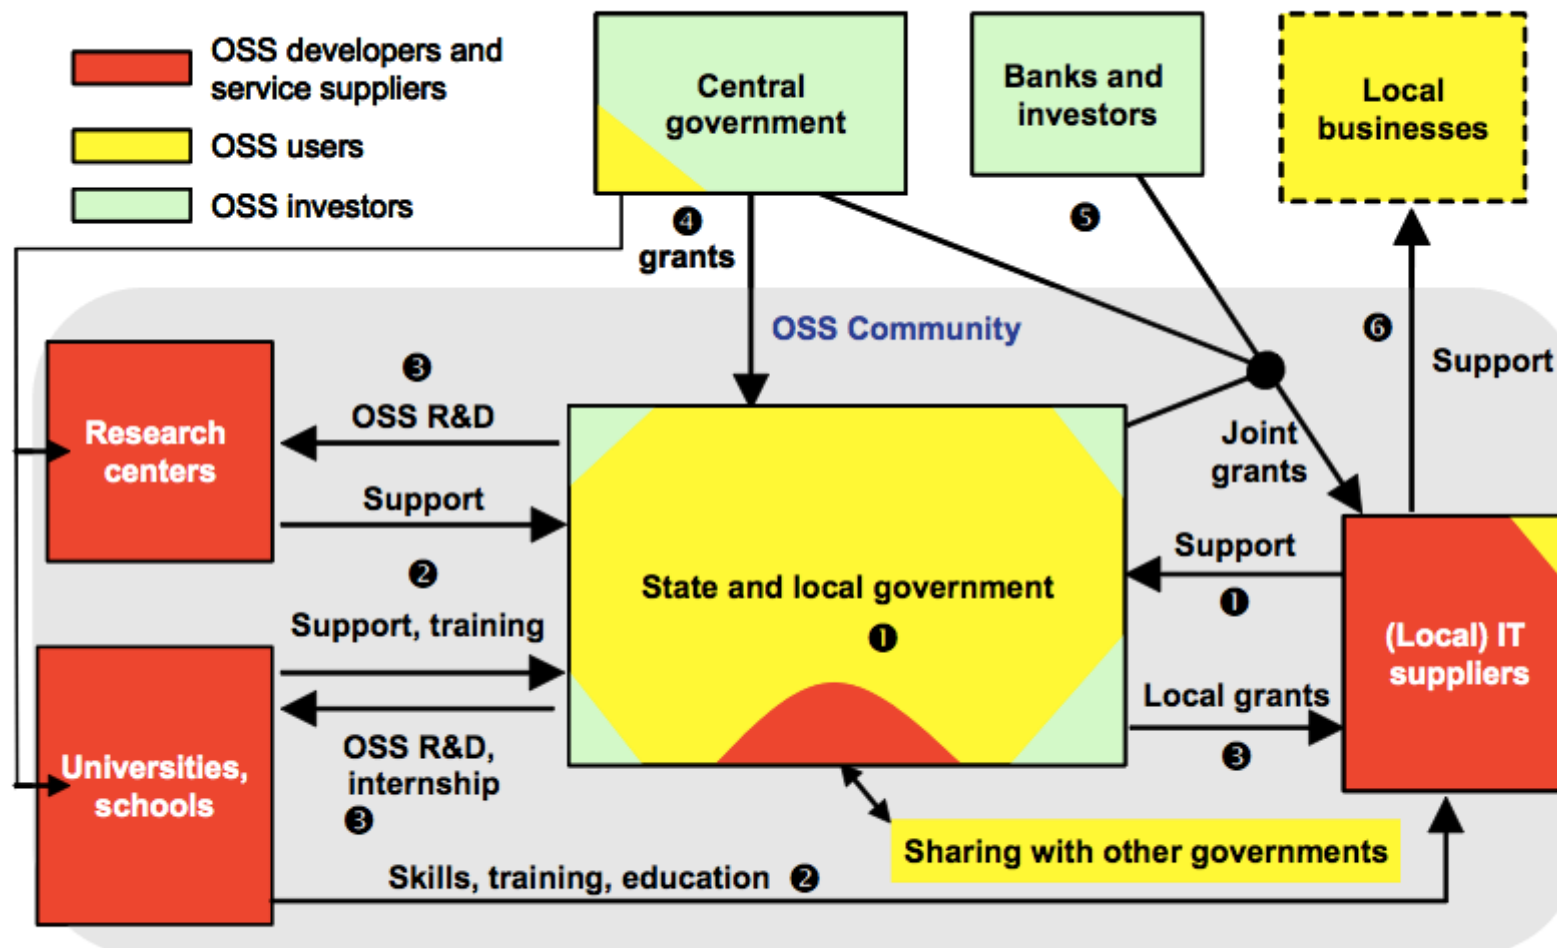 OSS developers and
service suppliers
OSS users
OSS investors
Central
government
Banks and
investors
Local
businesses
❹
grants
❺
❻
Support
OSS Community
❸
OSS R&D
Research
centers
Support
❷
Support, training
Universities,
schools
OSS R&D,
internship
❸
State and local government
❶
Joint
grants
Support
❶
(Local) IT
suppliers
Local grants
❸
Sharing with other governments
Skills, training, education ❷